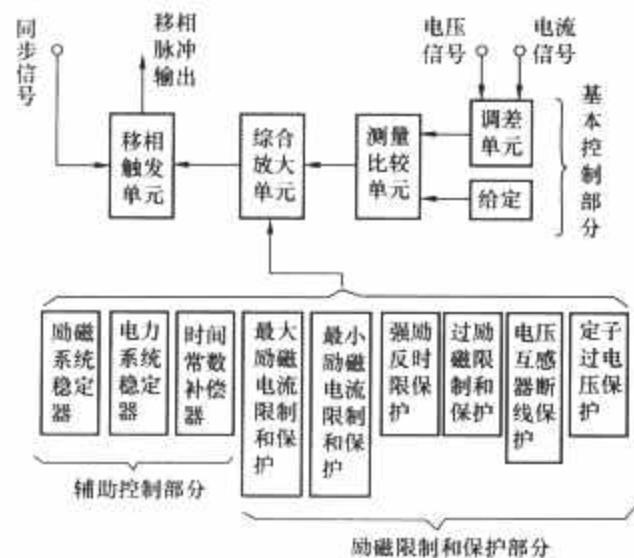 同步信号
移相
脉冲
输出
电压
信号
电流
信号
移相
触发
单元
综合
放大
单元
测量
比较
单元
调差
单元
给定
基本控制部分
励磁
系统
稳定
器
电力
系统
稳定
器
时间
常数
补偿
器
最大
励磁
电流
限制
和保
护
最小
励磁
电流
限制
和保
护
强励
反时
限保
护
过励
磁限
制和
保护
电压
互感
器断
线保
护
定子
过电
压保
护
辅助控制部分
励磁限制和保护部分